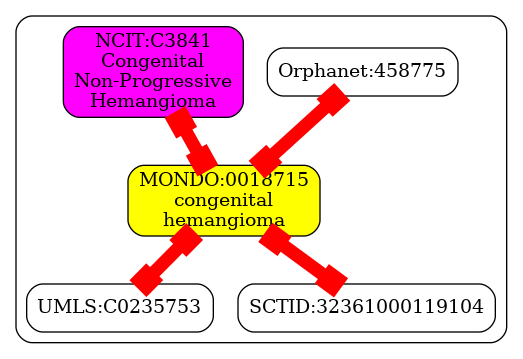 NCIT:C3841
Congenital
Non-Progressive
Hemangioma
Orphanet:458775
MONDO:0018715
congenital
hemangioma
UMLS:C0235753
SCTID:32361000119104